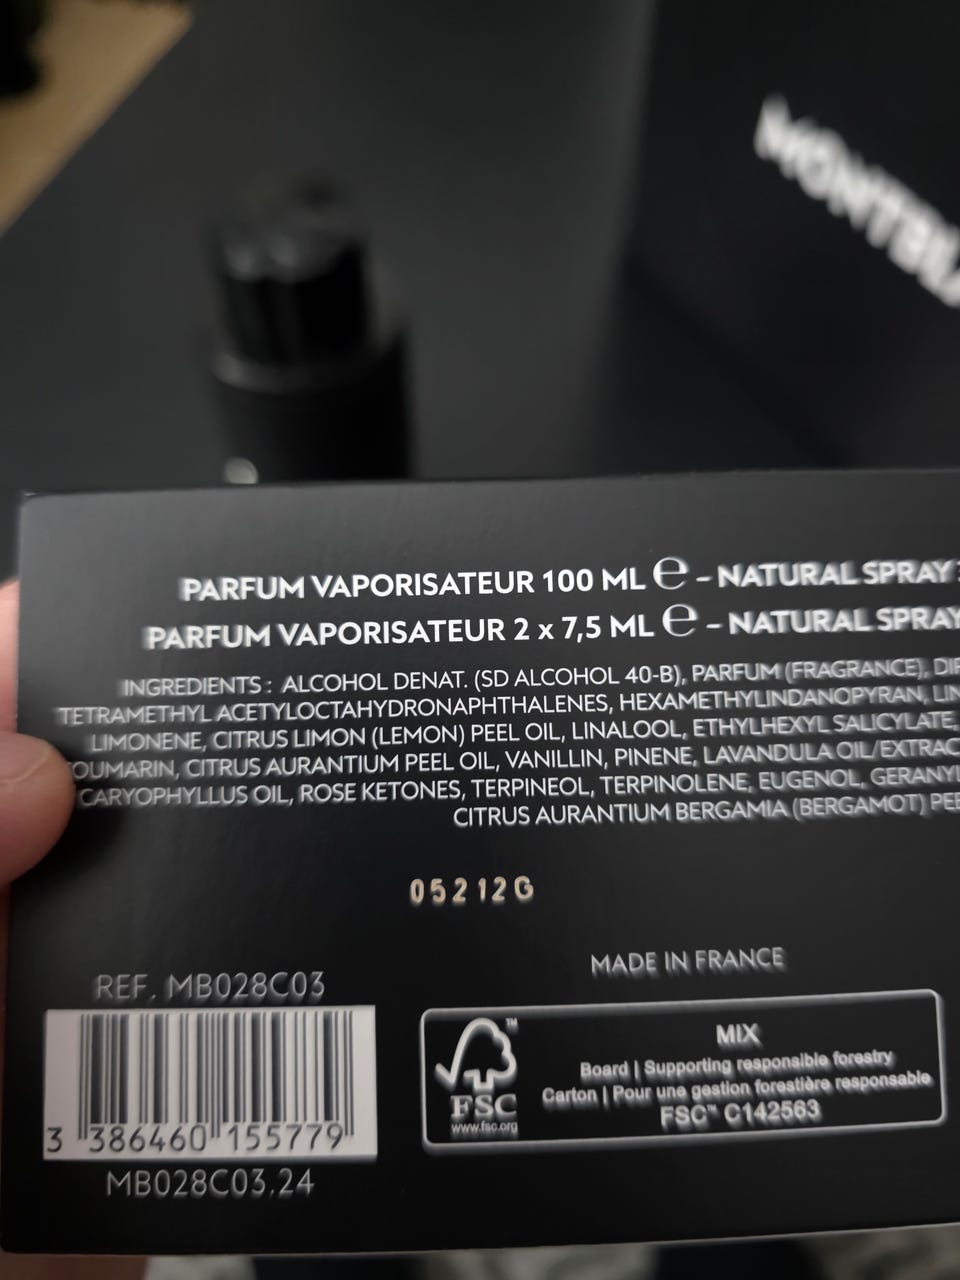 MONTBLA
PARFUM VAPORISATEUR 100 ML ℮ – NATURAL SPRAY
PARFUM VAPORISATEUR 2 x 7,5 ML ℮ – NATURAL SPRAY
INGREDIENTS : ALCOHOL DENAT. (SD ALCOHOL 40-B), PARFUM (FRAGRANCE),
TETRAMETHYL ACETYLOCTAHYDRONAPHTHALENES, HEXAMETHYLINDANOPYRAN,
LIMONENE, CITRUS LIMON (LEMON) PEEL OIL, LINALOOL, ETHYLHEXYL SALICYLATE,
OUMARIN, CITRUS AURANTIUM PEEL OIL, VANILLIN, PINENE, LAVANDULA OIL/EXTRAC
CARYOPHYLLUS OIL, ROSE KETONES, TERPINEOL, TERPINOLENE, EUGENOL, GERANYL
CITRUS AURANTIUM BERGAMIA (BERGAMOT) PEE
05212G
MADE IN FRANCE
REF. MB028C03
3 386460 155779
MB028C03.24
FSC
www.fsc.org
MIX
Board | Supporting responsible forestry
Carton | Pour une gestion forestière responsable
FSC™ C142563